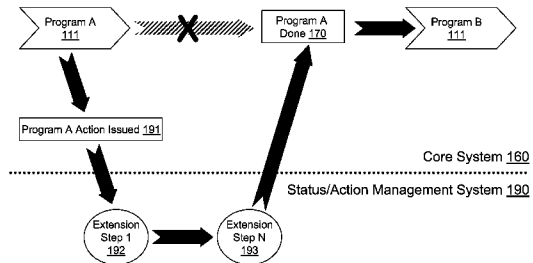 Program A
111
Program A
Done 170
Program B
111
Program A Action Issued 191
Core System 160
Status/Action Management System 190
Extension
Step 1
192
Extension
Step N
193